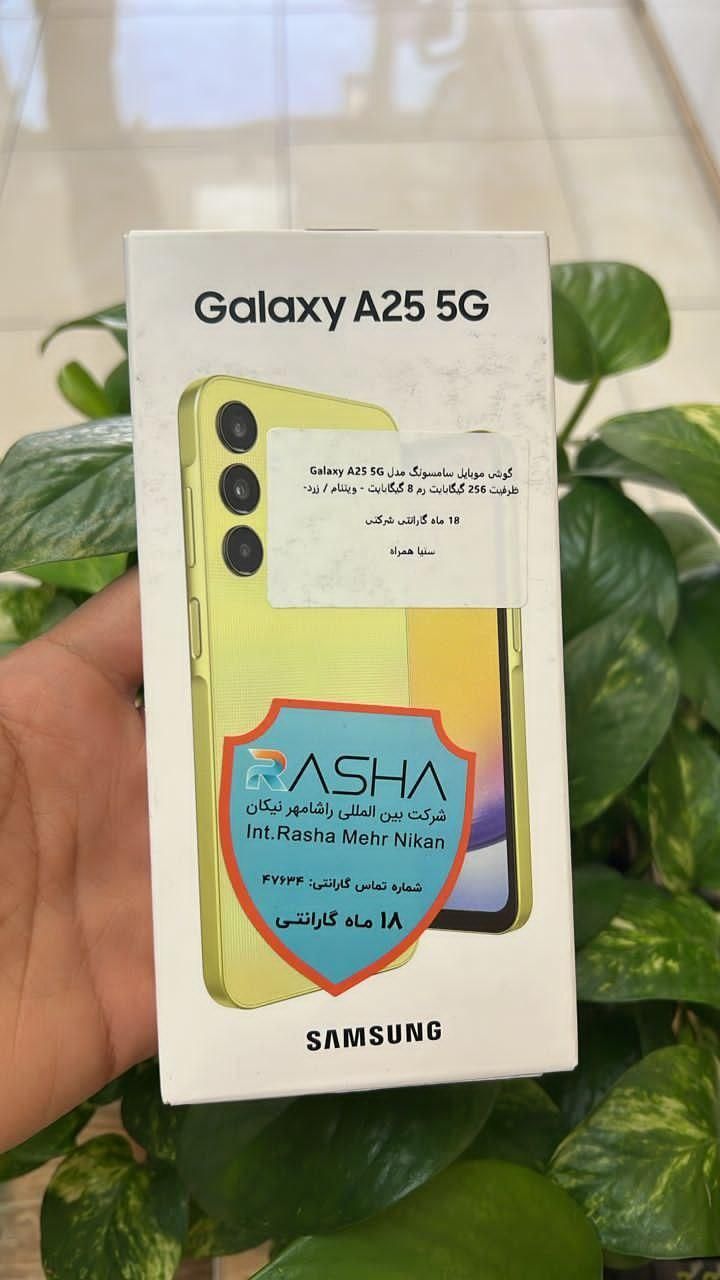 Galaxy A25 5G
گوشی موبایل سامسونگ مدل Galaxy A25 5G
ظرفیت 256 گیگابایت رم 8 گیگابایت - ویتنام / زرد-
18 ماه گارانتی شرکتی
سنیا همراه
RASHA
شرکت بین المللی راشامهر نیکان
Int.Rasha Mehr Nikan
شماره تماس گارانتی: ۴۷۶۳۴
۱۸ ماه گارانتی
SAMSUNG